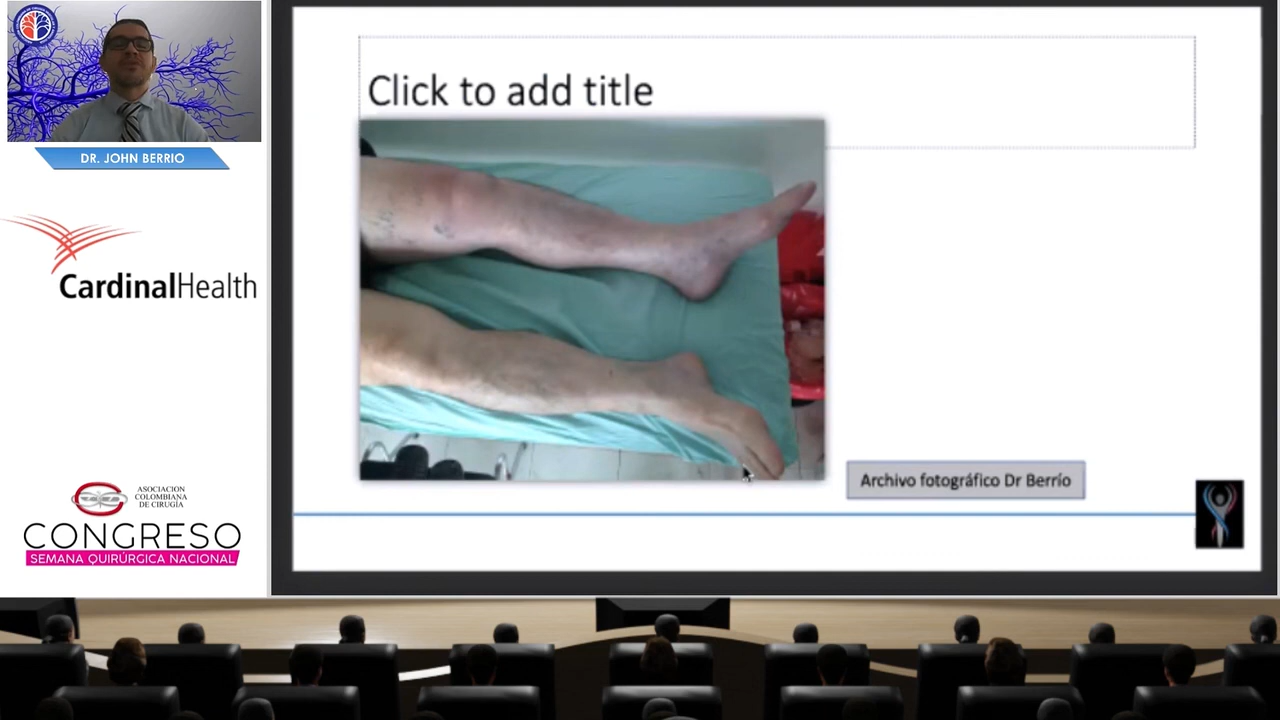 DR. JOHN BERRIO
CardinalHealth
ASOCIACION
COLOMBIANA
DE CIRUGÍA
CONGRESO
SEMANA QUIRÚRGICA NACIONAL
Click to add title
Archivo fotográfico Dr Berrío